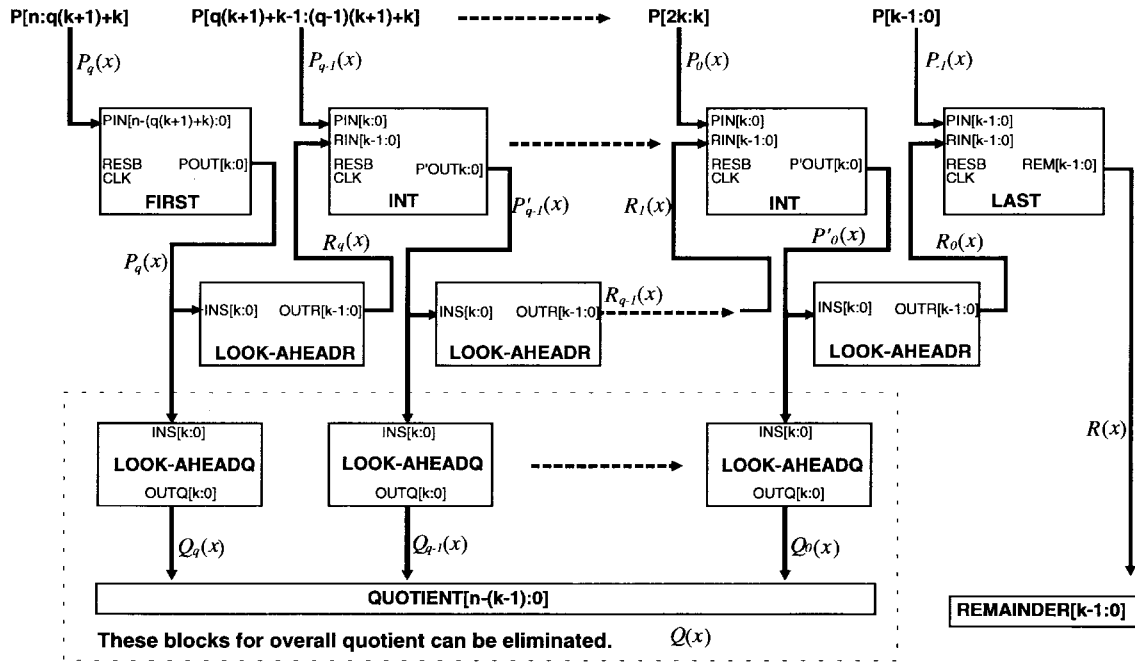 P[n:q(k+1)+k] P[q(k+1)+k-1:(q-1)(k+1)+k] P[2k:k] P[k-1:0]
Pq(x) Pq-1(x) P0(x) P-1(x)
PIN[n-(q(k+1)+k):0]
RESB POUT[k:0]
CLK
FIRST
PIN[k:0]
RIN[k-1:0]
RESB P'OUTk:0]
CLK
INT
PIN[k:0]
RIN[k-1:0]
RESB P'OUT[k:0]
CLK
INT
PIN[k-1:0]
RIN[k-1:0]
RESB REM[k-1:0]
CLK
LAST
Pq(x) Rq(x) P'q-1(x) R1(x) P'0(x) R0(x)
INS[k:0] OUTR[k-1:0]
LOOK-AHEADR
Rq-1(x)
INS[k:0] OUTR[k-1:0]
LOOK-AHEADR
INS[k:0] OUTR[k-1:0]
LOOK-AHEADR
INS[k:0]
LOOK-AHEADQ
OUTQ[k:0]
INS[k:0]
LOOK-AHEADQ
OUTQ[k:0]
INS[k:0]
LOOK-AHEADQ
OUTQ[k:0]
R(x)
Qq(x) Qq-1(x) Q0(x)
QUOTIENT[n-(k-1):0]
REMAINDER[k-1:0]
These blocks for overall quotient can be eliminated. Q(x)